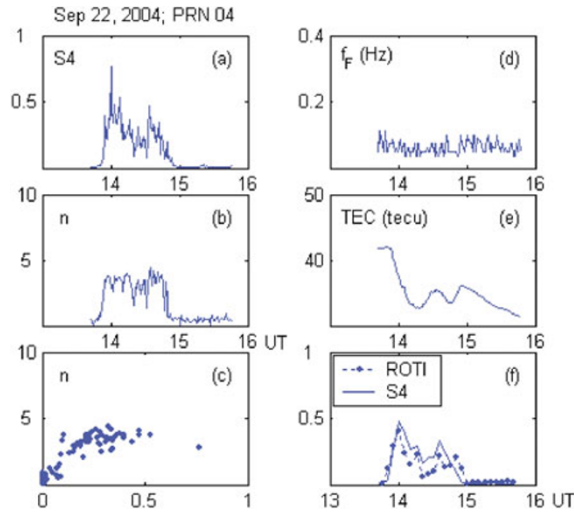 Sep 22, 2004; PRN 04
1
S4
(a)
0.5
14 15 16
10
n
(b)
5
14 15 16 UT
10
n
(c)
5
0
0 0.5 1
0.4
f_F (Hz)
(d)
0.2
14 15 16
50
TEC (tecu)
(e)
40
14 15 16
1
ROTI
S4
(f)
0.5
0
13 14 15 16